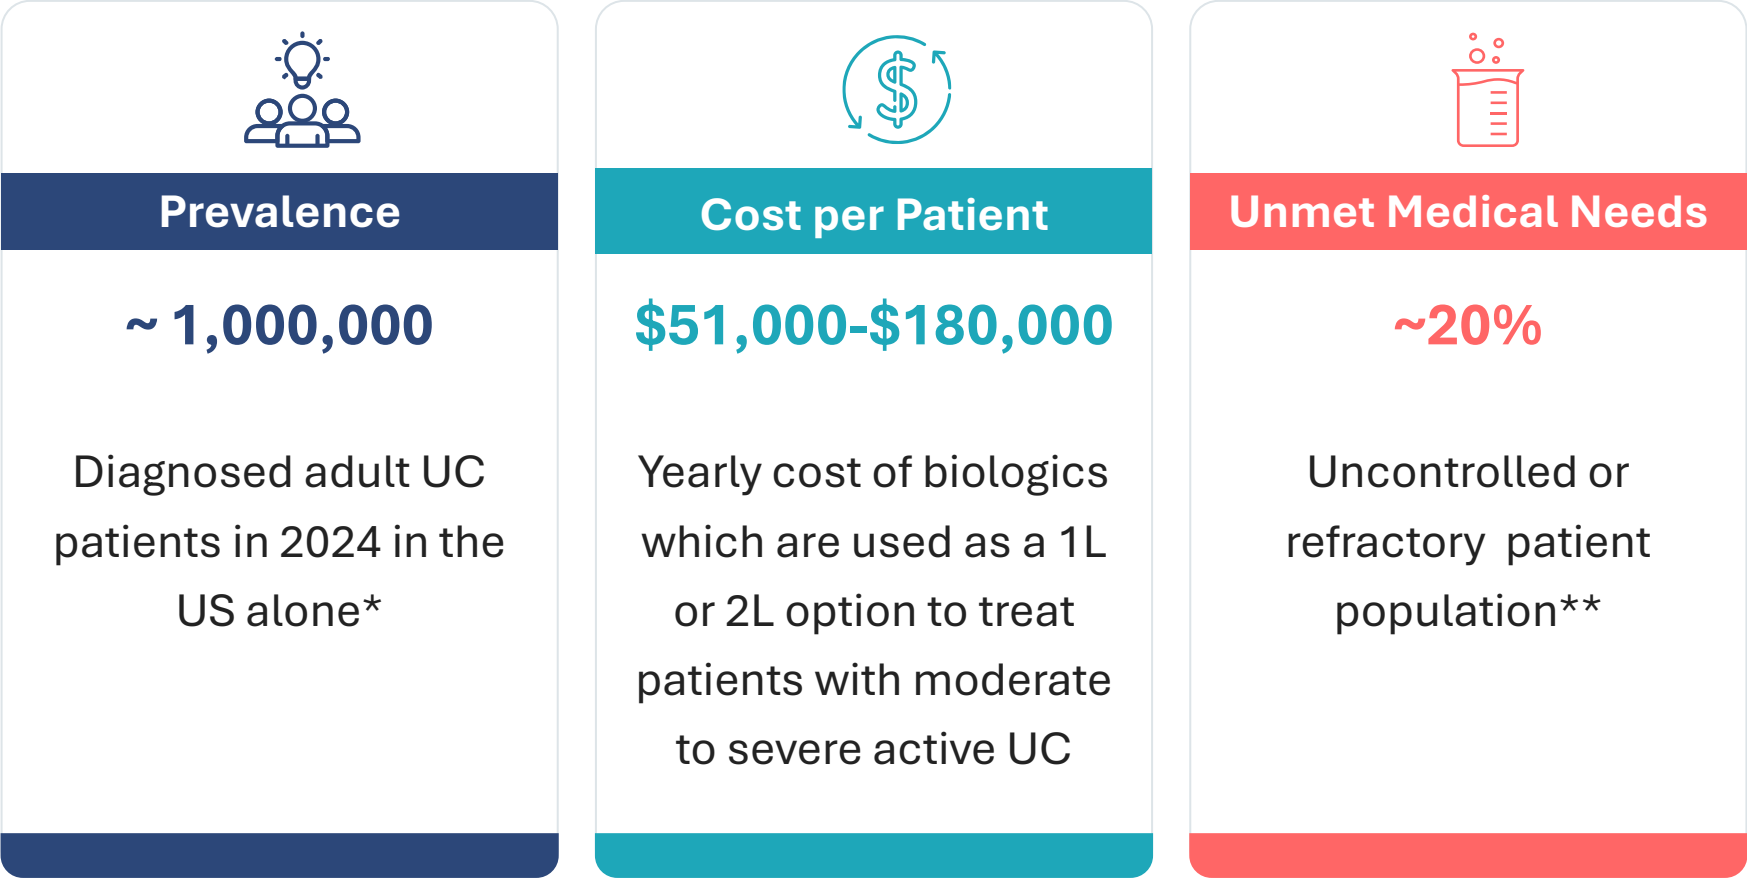 Prevalence
~ 1,000,000
Diagnosed adult UC
patients in 2024 in the
US alone*
Cost per Patient
$51,000-$180,000
Yearly cost of biologics
which are used as a 1L
or 2L option to treat
patients with moderate
to severe active UC
Unmet Medical Needs
~20%
Uncontrolled or
refractory  patient
population**